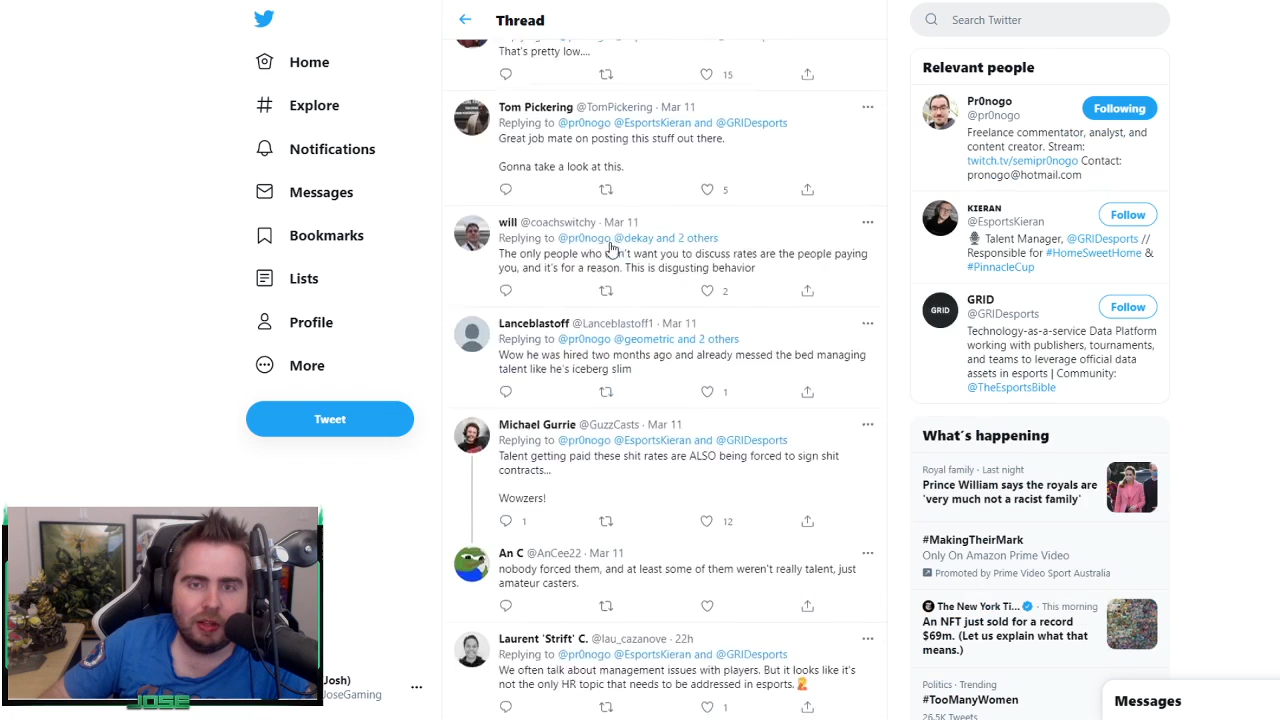 Home
Explore
Notifications
Messages
Bookmarks
Lists
Profile
More
Tweet
Josh)
JoseGaming
JOSE
Thread
That's pretty low....
15
Tom Pickering @TomPickering · Mar 11
Replying to @pr0nogo @EsportsKieran and @GRIDesports
Great job mate on posting this stuff out there.
Gonna take a look at this.
5
will @coachswitchy · Mar 11
Replying to @pr0nogo @dekay and 2 others
The only people who don't want you to discuss rates are the people paying
you, and it's for a reason. This is disgusting behavior
2
Lanceblastoff @Lanceblastoff1 · Mar 11
Replying to @pr0nogo @geometric and 2 others
Wow he was hired two months ago and already messed the bed managing
talent like he's iceberg slim
1
Michael Gurrie @GuzzCasts · Mar 11
Replying to @pr0nogo @EsportsKieran and @GRIDesports
Talent getting paid these shit rates are ALSO being forced to sign shit
contracts...
Wowzers!
1 12
An C @AnCee22 · Mar 11
nobody forced them, and at least some of them weren't really talent, just
amateur casters.
Laurent 'Strift' C. @lau_cazanove · 22h
Replying to @pr0nogo @EsportsKieran and @GRIDesports
We often talk about management issues with players. But it looks like it's
not the only HR topic that needs to be addressed in esports.
1
Search Twitter
Relevant people
Pr0nogo
@pr0nogo
Following
Freelance commentator, analyst, and
content creator. Stream:
twitch.tv/semipr0nogo Contact:
pronogo@hotmail.com
KIERAN
@EsportsKieran
Follow
Talent Manager, @GRIDesports //
Responsible for #HomeSweetHome &
#PinnacleCup
GRID
GRID
@GRIDesports
Follow
Technology-as-a-service Data Platform
working with publishers, tournaments,
and teams to leverage official data
assets in esports | Community:
@TheEsportsBible
What's happening
Royal family · Last night
Prince William says the royals are
'very much not a racist family'
#MakingTheirMark
Only On Amazon Prime Video
Promoted by Prime Video Sport Australia
The New York Ti... · This morning
An NFT just sold for a record
$69m. (Let us explain what that
means.)
Politics · Trending
#TooManyWomen
26.5K Tweets
Messages